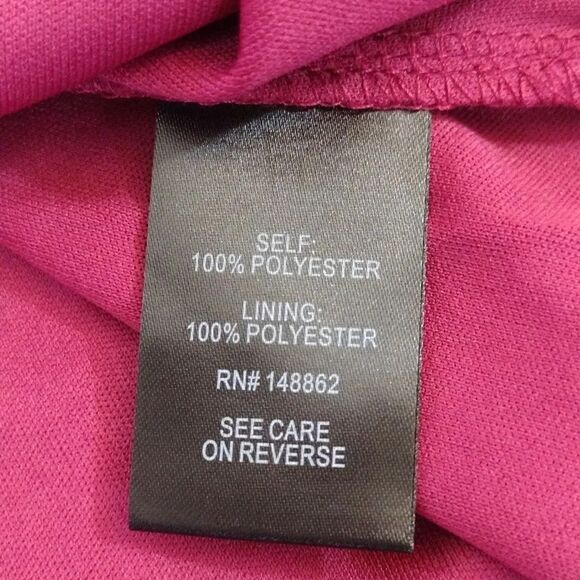 SELF:
100% POLYESTER
LINING:
100% POLYESTER
RN# 148862
SEE CARE
ON REVERSE